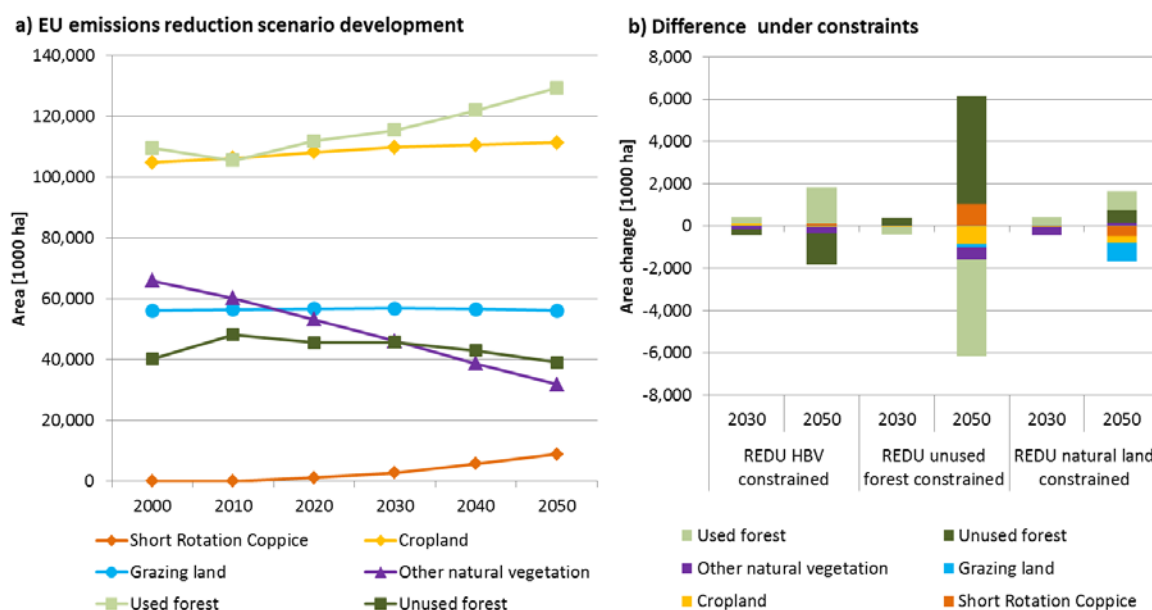 a) EU emissions reduction scenario development
140,000
120,000
100,000
80,000
60,000
40,000
20,000
0
Area [1000 ha]
2000 2010 2020 2030 2040 2050
Short Rotation Coppice
Cropland
Grazing land
Other natural vegetation
Used forest
Unused forest
b) Difference under constraints
8,000
6,000
4,000
2,000
0
-2,000
-4,000
-6,000
-8,000
Area change [1000 ha]
2030 2050 2030 2050 2030 2050
REDU HBV
constrained
REDU unused
forest constrained
REDU natural land
constrained
Used forest
Unused forest
Other natural vegetation
Grazing land
Cropland
Short Rotation Coppice